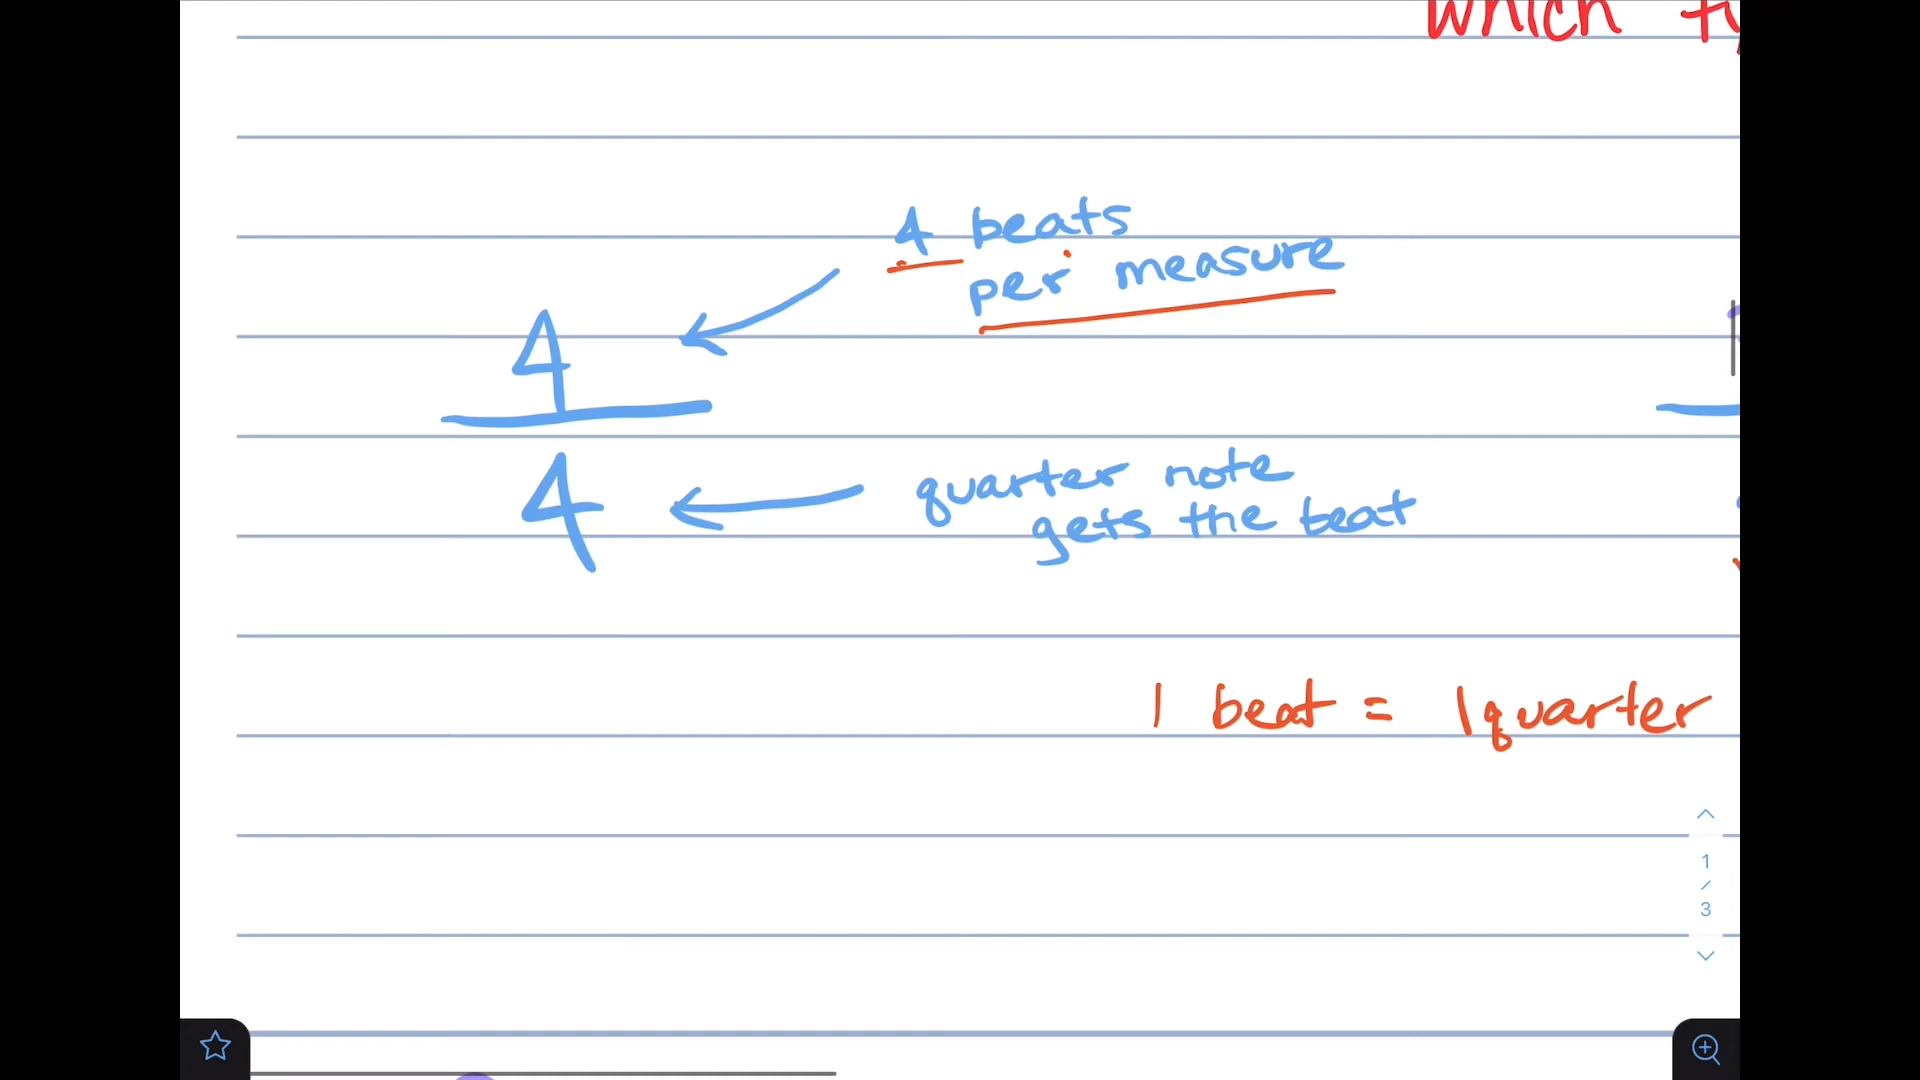 which
4 beats
per measure
4
4
quarter note
gets the beat
1 beat = 1 quarter
1
/
3